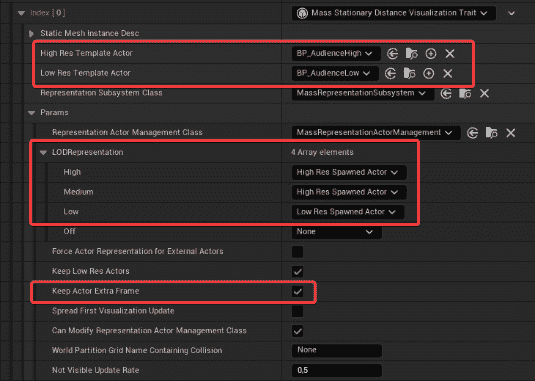 Index [ 0 ]
Mass Stationary Distance Visualization Trait
Static Mesh Instance Desc
High Res Template Actor
BP_AudienceHigh
Low Res Template Actor
BP_AudienceLow
Representation Subsystem Class
MassRepresentationSubsystem
Params
Representation Actor Management Class
MassRepresentationActorManagement
LODRepresentation
4 Array elements
High
High Res Spawned Actor
Medium
High Res Spawned Actor
Low
Low Res Spawned Actor
Off
None
Force Actor Representation for External Actors
Keep Low Res Actors
Keep Actor Extra Frame
Spread First Visualization Update
Can Modify Representation Actor Management Class
World Partition Grid Name Containing Collision
None
Not Visible Update Rate
0,5